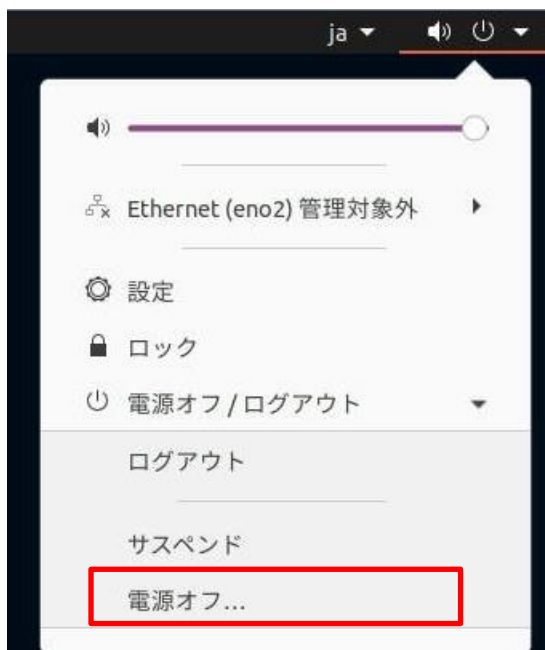 ja
Ethernet (eno2) 管理対象外
設定
ロック
電源オフ / ログアウト
ログアウト
サスペンド
電源オフ...